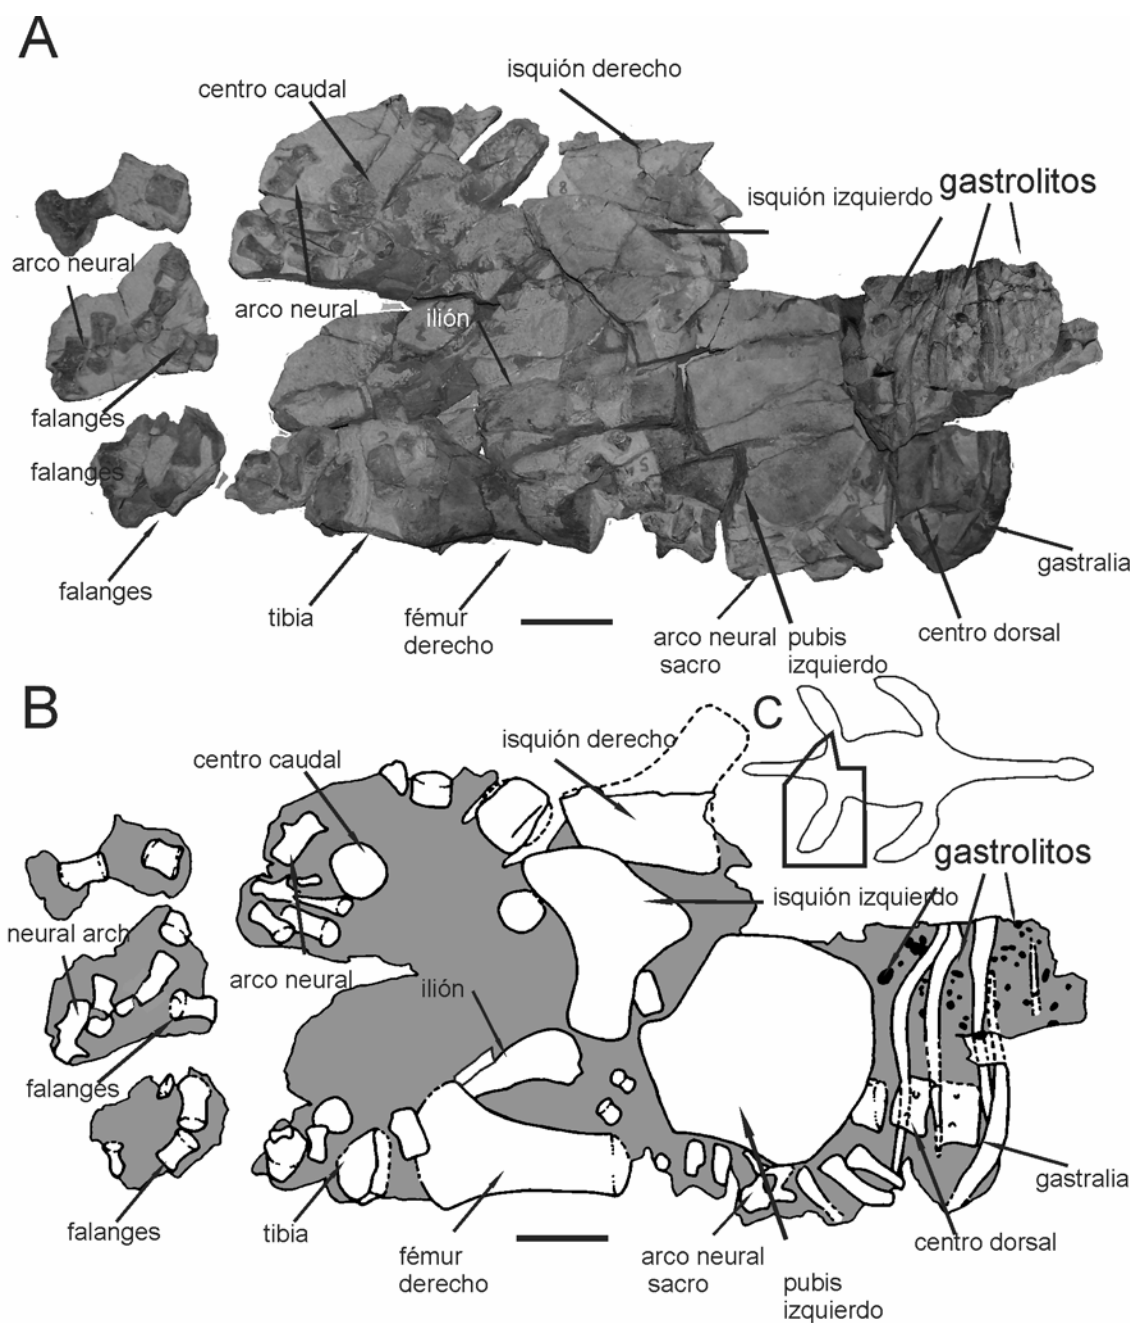 A
isquión derecho
centro caudal
isquión izquierdo
gastrolitos
arco neural
arco neural
ilión
falanges
falanges
falanges
tibia
fémur
derecho
arco neural
sacro
pubis
izquierdo
centro dorsal
gastralia
8
5
B
C
isquión derecho
centro caudal
gastrolitos
isquión izquierdo
neural arch
arco neural
ilión
falanges
falanges
tibia
fémur
derecho
arco neural
sacro
pubis
izquierdo
centro dorsal
gastralia